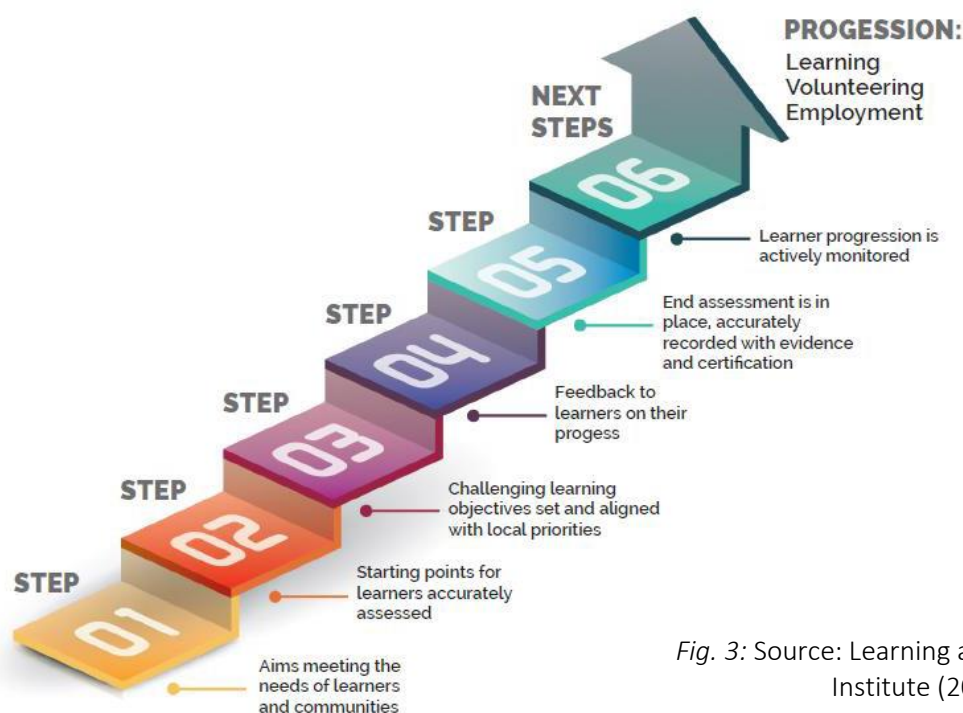 PROGESSION:
Learning
Volunteering
Employment
NEXT
STEPS
06
Learner progression is
actively monitored
STEP
05
End assessment is in
place, accurately
recorded with evidence
and certification
STEP
04
Feedback to
learners on their
progess
STEP
03
Challenging learning
objectives set and aligned
with local priorities
STEP
02
Starting points for
learners accurately
assessed
STEP
01
Aims meeting the
needs of learners
and communities
Fig. 3: Source: Learning
Institute